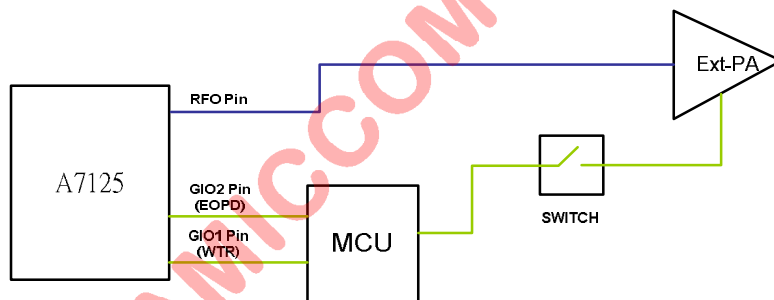 AMICCOM
Ext-PA
RFO Pin
A7125
GIO2 Pin
(EOPD)
GIO1 Pin
(WTR)
MCU
SWITCH